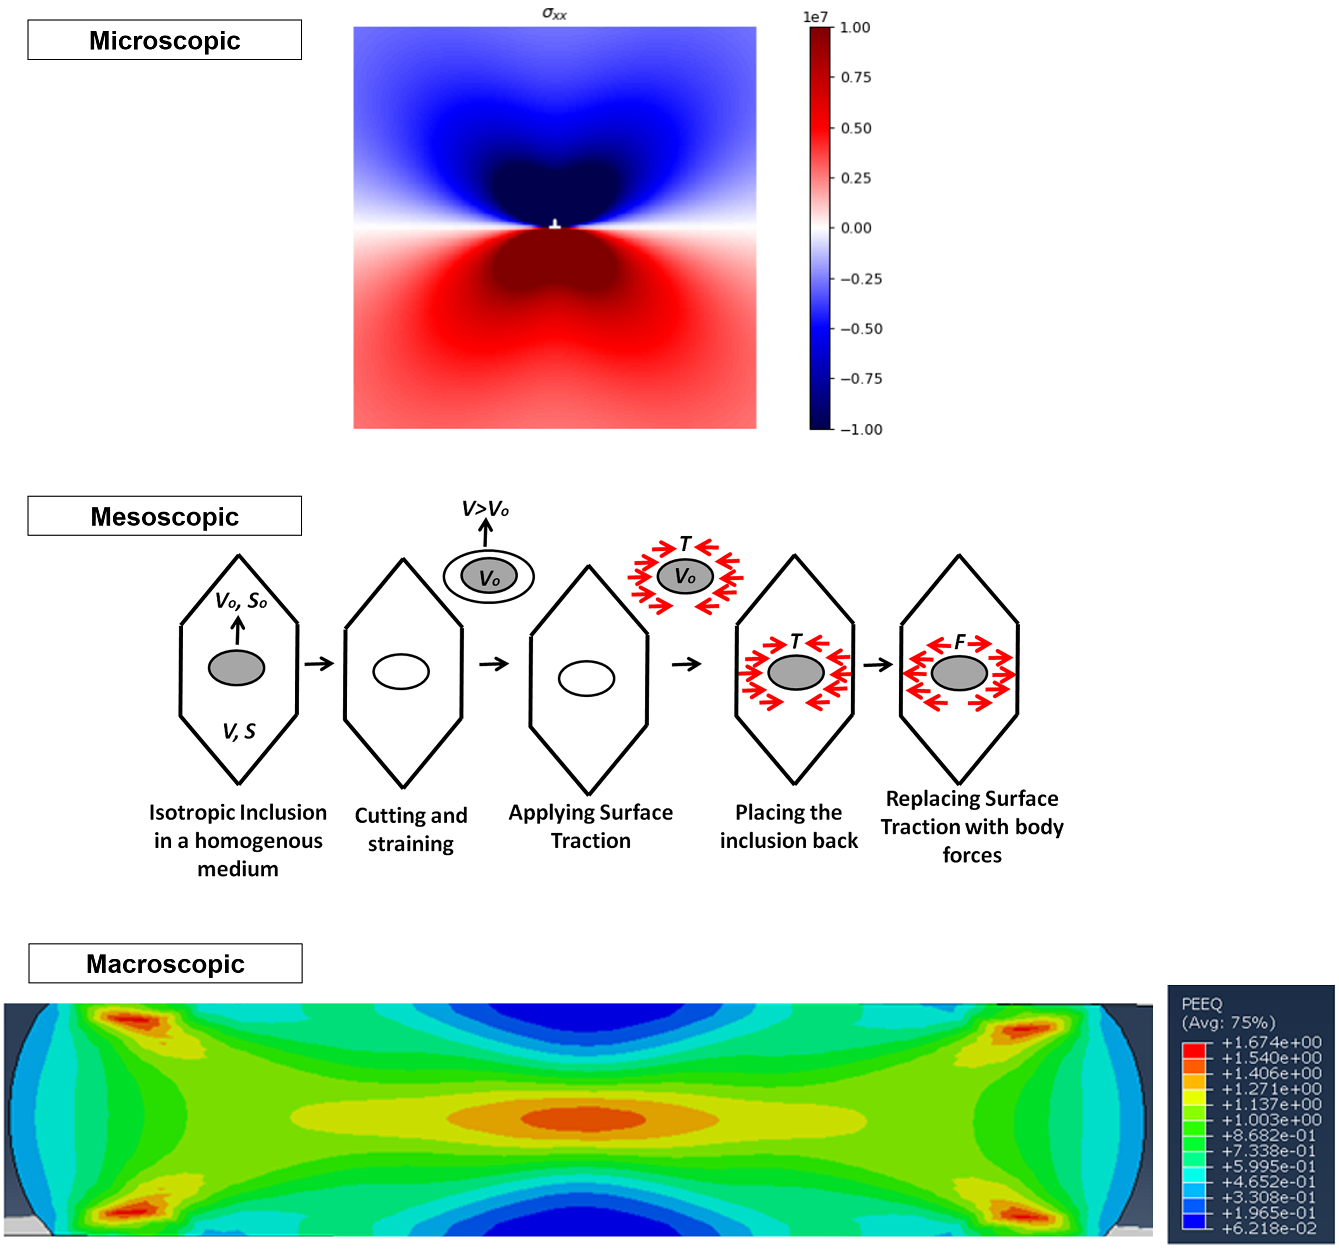 Microscopic
σxx
1e7
1.00
0.75
0.50
0.25
0.00
−0.25
−0.50
−0.75
−1.00
Mesoscopic
V>Vo
Vo
T
Vo
Vo, So
V, S
T
F
Isotropic Inclusion
in a homogenous
medium
Cutting and
straining
Applying Surface
Traction
Placing the
inclusion back
Replacing Surface
Traction with body
forces
Macroscopic
PEEQ
(Avg: 75%)
+1.674e+00
+1.540e+00
+1.406e+00
+1.271e+00
+1.137e+00
+1.003e+00
+8.682e-01
+7.338e-01
+5.995e-01
+4.652e-01
+3.308e-01
+1.965e-01
+6.218e-02